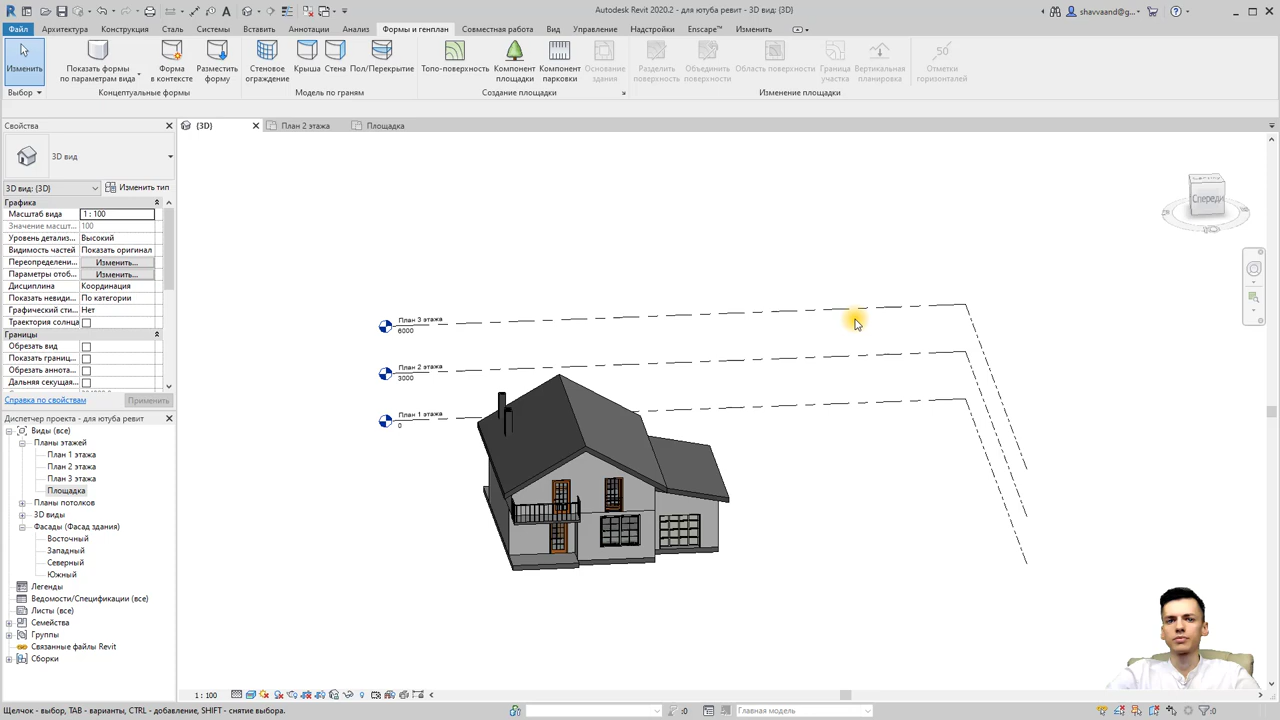 Autodesk Revit 2020.2 - для ютуба ревит - 3D вид: {3D}
shavvaand@g...
Файл Архитектура Конструкция Сталь Системы Вставить Аннотации Анализ Формы и генплан Совместная работа Вид Управление Надстройки Enscape™ Изменить
Изменить
Показать формы
по параметрам вида
Форма
в контексте
Разместить
форму
Стеновое
ограждение
Крыша
Стена
Пол/Перекрытие
Топо-поверхность
Компонент
площадки
Компонент
парковки
Основание
здания
Разделить
поверхность
Объединить
поверхности
Область поверхности
Граница
участка
Вертикальная
планировка
50
Отметки
горизонталей
Выбор
Концептуальные формы
Модель по граням
Создание площадки
Изменение площадки
Свойства
{3D}
План 2 этажа
Площадка
3D вид
3D вид: {3D}
Изменить тип
Графика
Масштаб вида 1 : 100
Значение масшт... 100
Уровень детализ... Высокий
Видимость частей Показать оригинал
Переопределени... Изменить...
Параметры отоб... Изменить...
Дисциплина Координация
Показать невиди... По категории
Графический сти... Нет
Траектория солнца
Границы
Обрезать вид
Показать границ...
Обрезать аннота...
Дальняя секущая...
Справка по свойствам
Применить
Диспетчер проекта - для ютуба ревит
Виды (все)
Планы этажей
План 1 этажа
План 2 этажа
План 3 этажа
Площадка
Планы потолков
3D виды
Фасады (Фасад здания)
Восточный
Западный
Северный
Южный
Легенды
Ведомости/Спецификации (все)
Листы (все)
Семейства
Группы
Связанные файлы Revit
Сборки
План 3 этажа
6000
План 2 этажа
3000
План 1 этажа
0
Спереди
1 : 100
Щелчок - выбор, TAB - варианты, CTRL - добавление, SHIFT - снятие выбора.
:0
Главная модель
:0